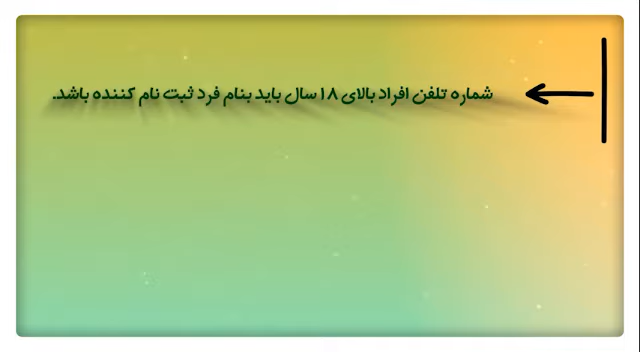 شماره تلفن افراد بالای ۱۸ سال باید بنام فرد ثبت نام کننده باشد.